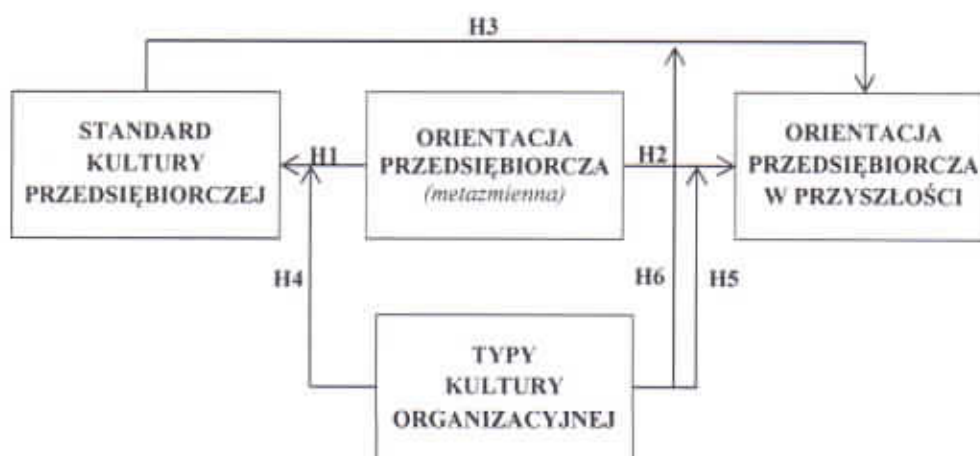 H3
STANDARD
KULTURY
PRZEDSIĘBIORCZEJ
H1
ORIENTACJA
PRZEDSIĘBIORCZA
(metazmienna)
H2
ORIENTACJA
PRZEDSIĘBIORCZA
W PRZYSZŁOŚCI
H4
H6
H5
TYPY
KULTURY
ORGANIZACYJNEJ